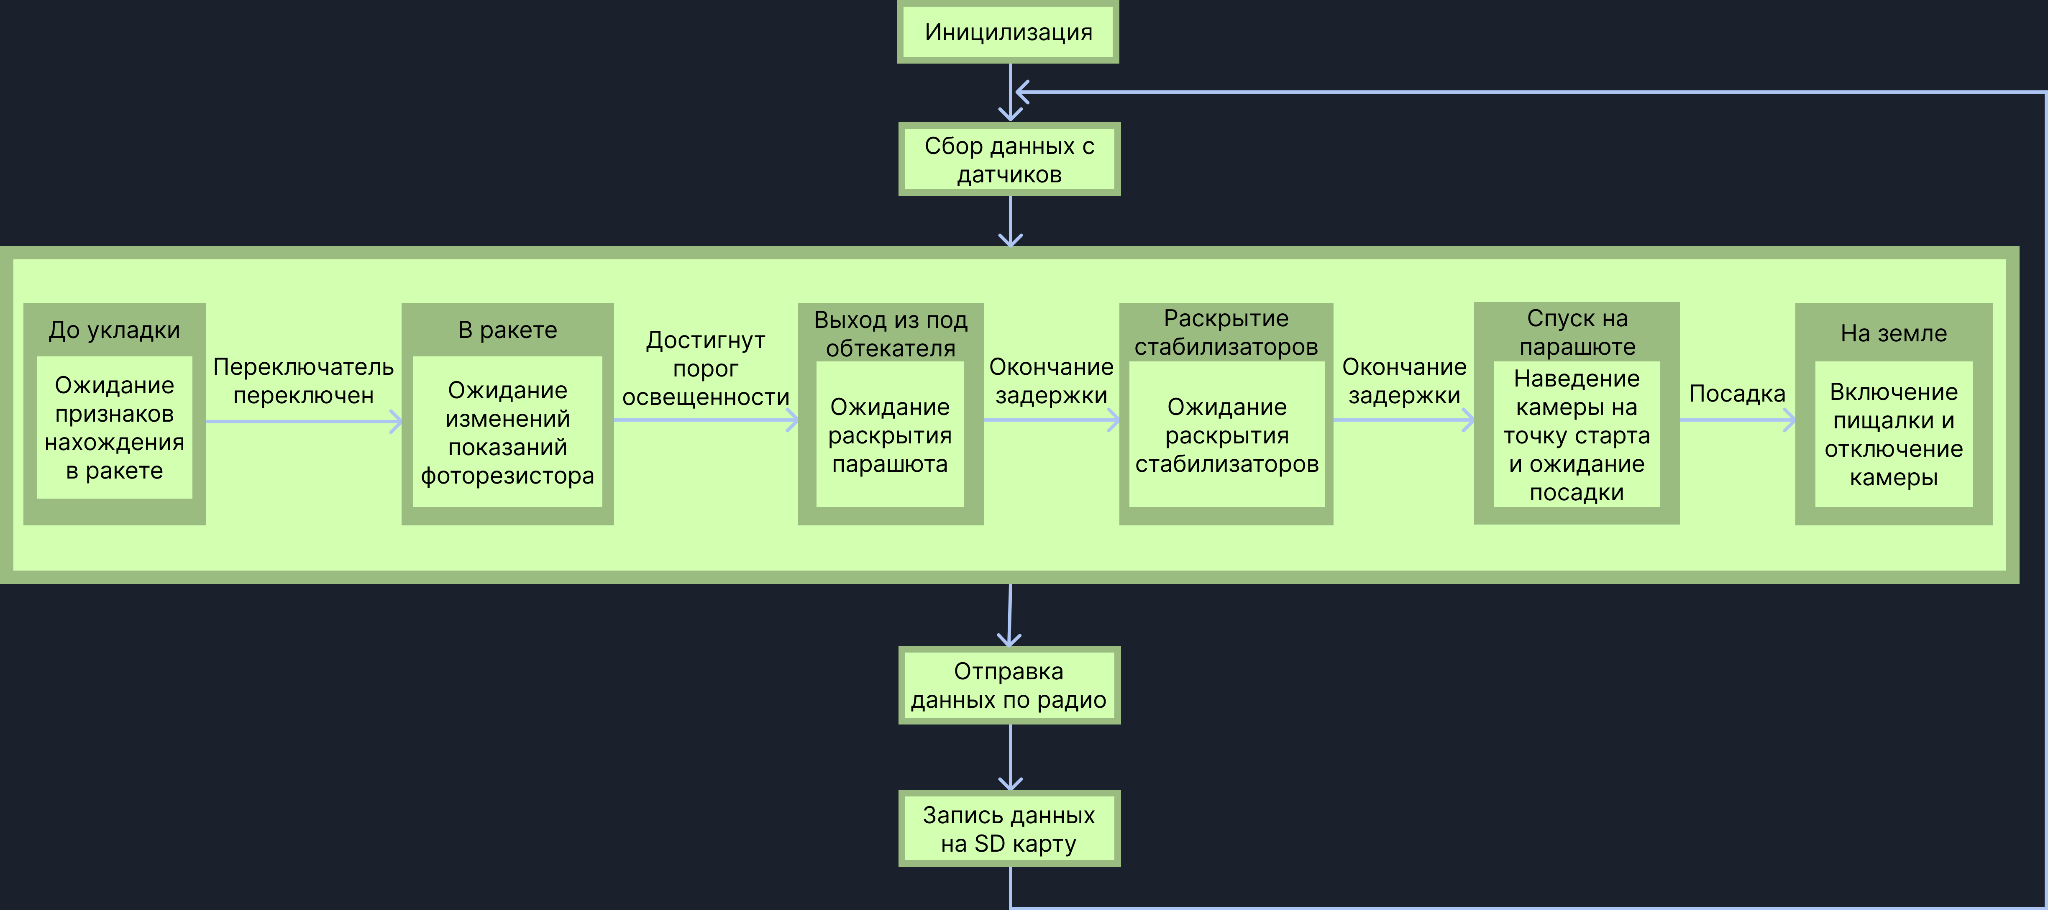 Иницилизация
Сбор данных с
датчиков
До укладки
Ожидание
признаков
нахождения
в ракете
Переключатель
переключен
В ракете
Ожидание
изменений
показаний
фоторезистора
Достигнут
порог
освещенности
Выход из под
обтекателя
Ожидание
раскрытия
парашюта
Окончание
задержки
Раскрытие
стабилизаторов
Ожидание
раскрытия
стабилизаторов
Окончание
задержки
Спуск на
парашюте
Наведение
камеры на
точку старта
и ожидание
посадки
Посадка
На земле
Включение
пищалки и
отключение
камеры
Отправка
данных по радио
Запись данных
на SD карту